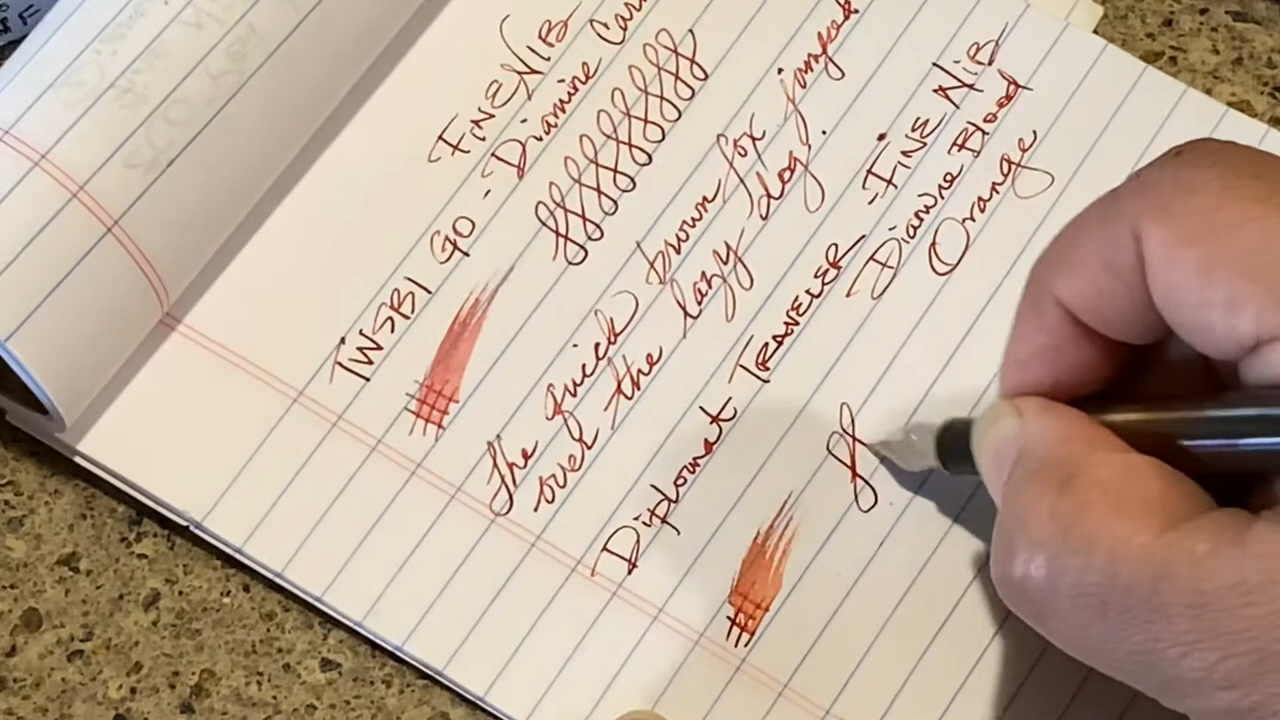 FINE NIB
TWSBI GO - Diamine
The quick brown fox jumped
over the lazy dog.
- FINE NIB
Diplomat TRAVELER Diamine Blood
Orange